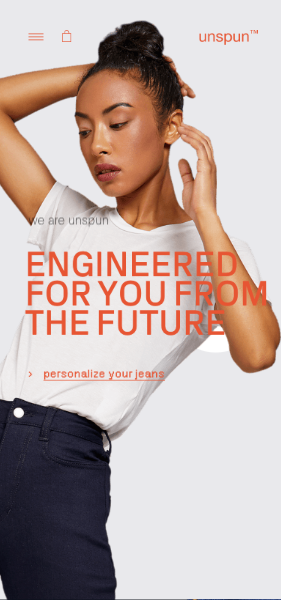 unspun™
we are unspun
ENGINEERED
FOR YOU FROM
THE FUTURE
› personalize your jeans